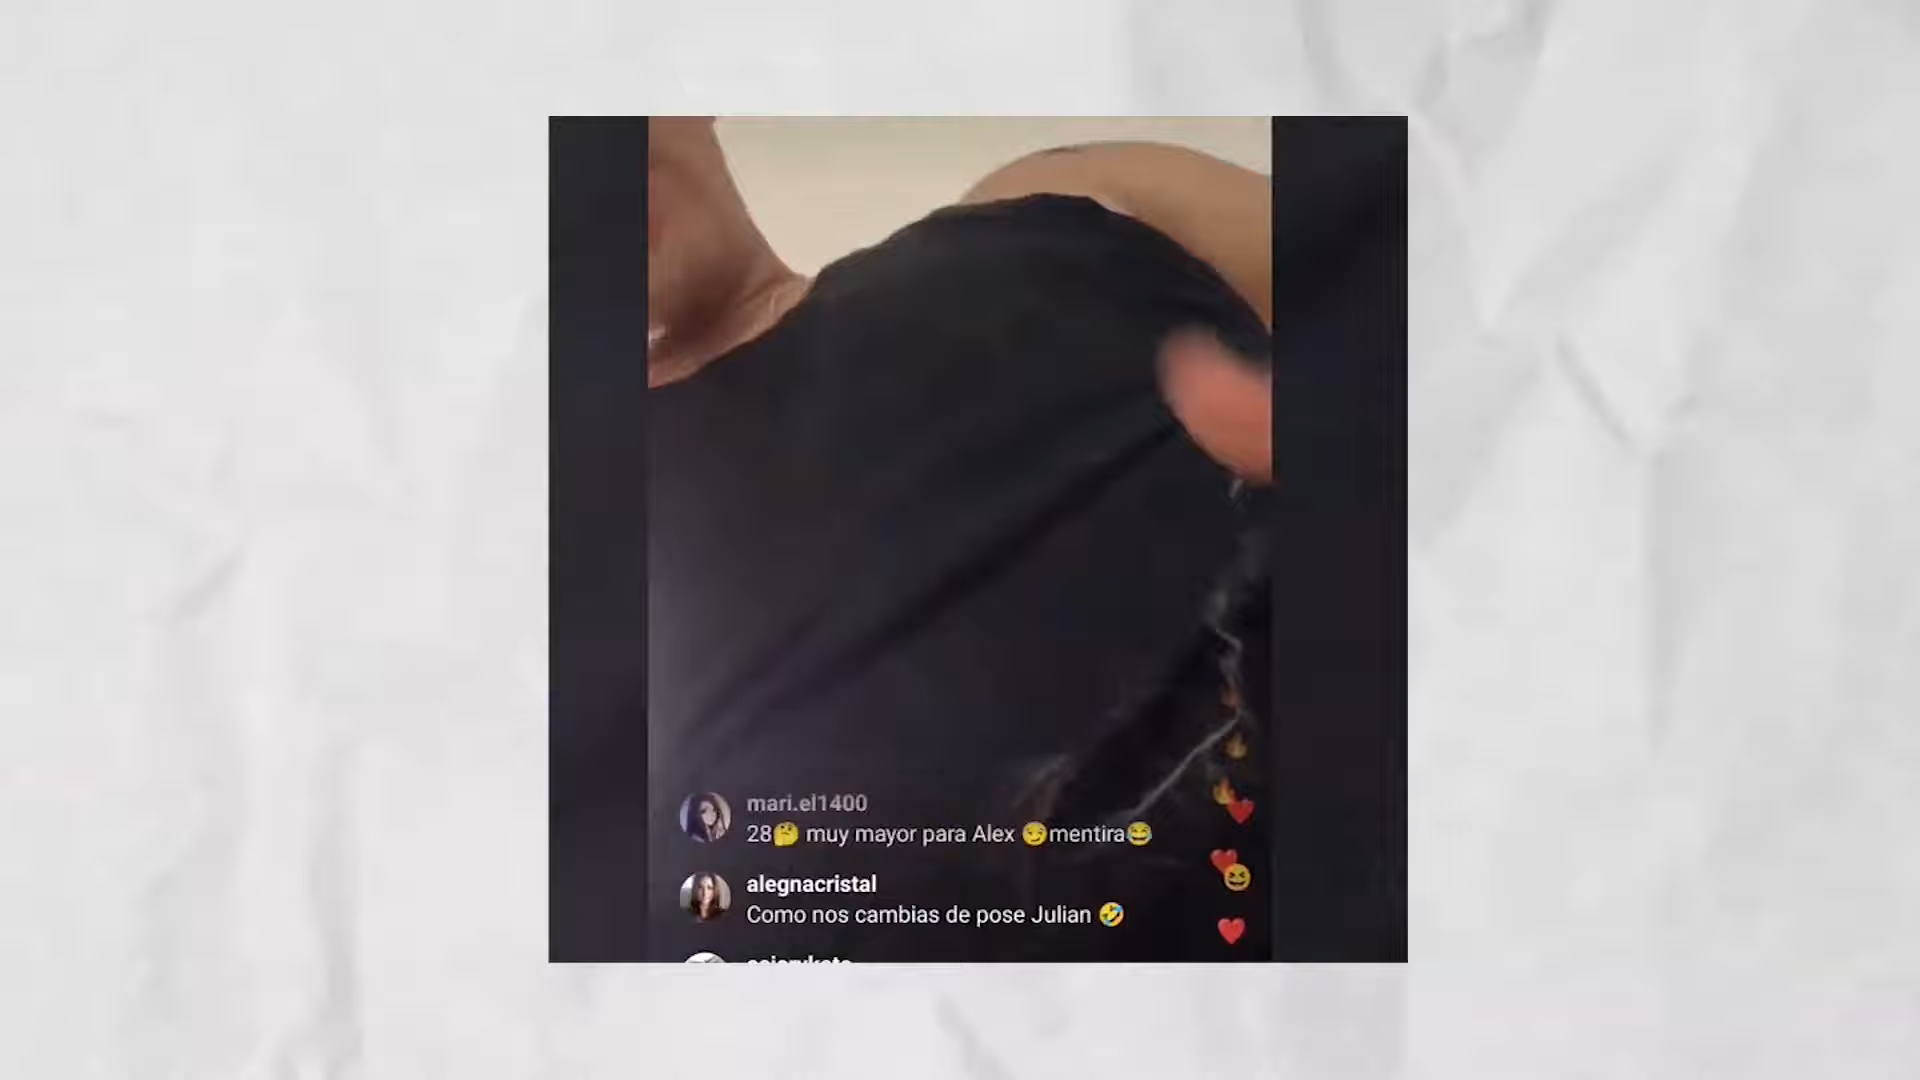 mari.el1400
28🤔 muy mayor para Alex 😏mentira😂
alegnacristal
Como nos cambias de pose Julian 🤣